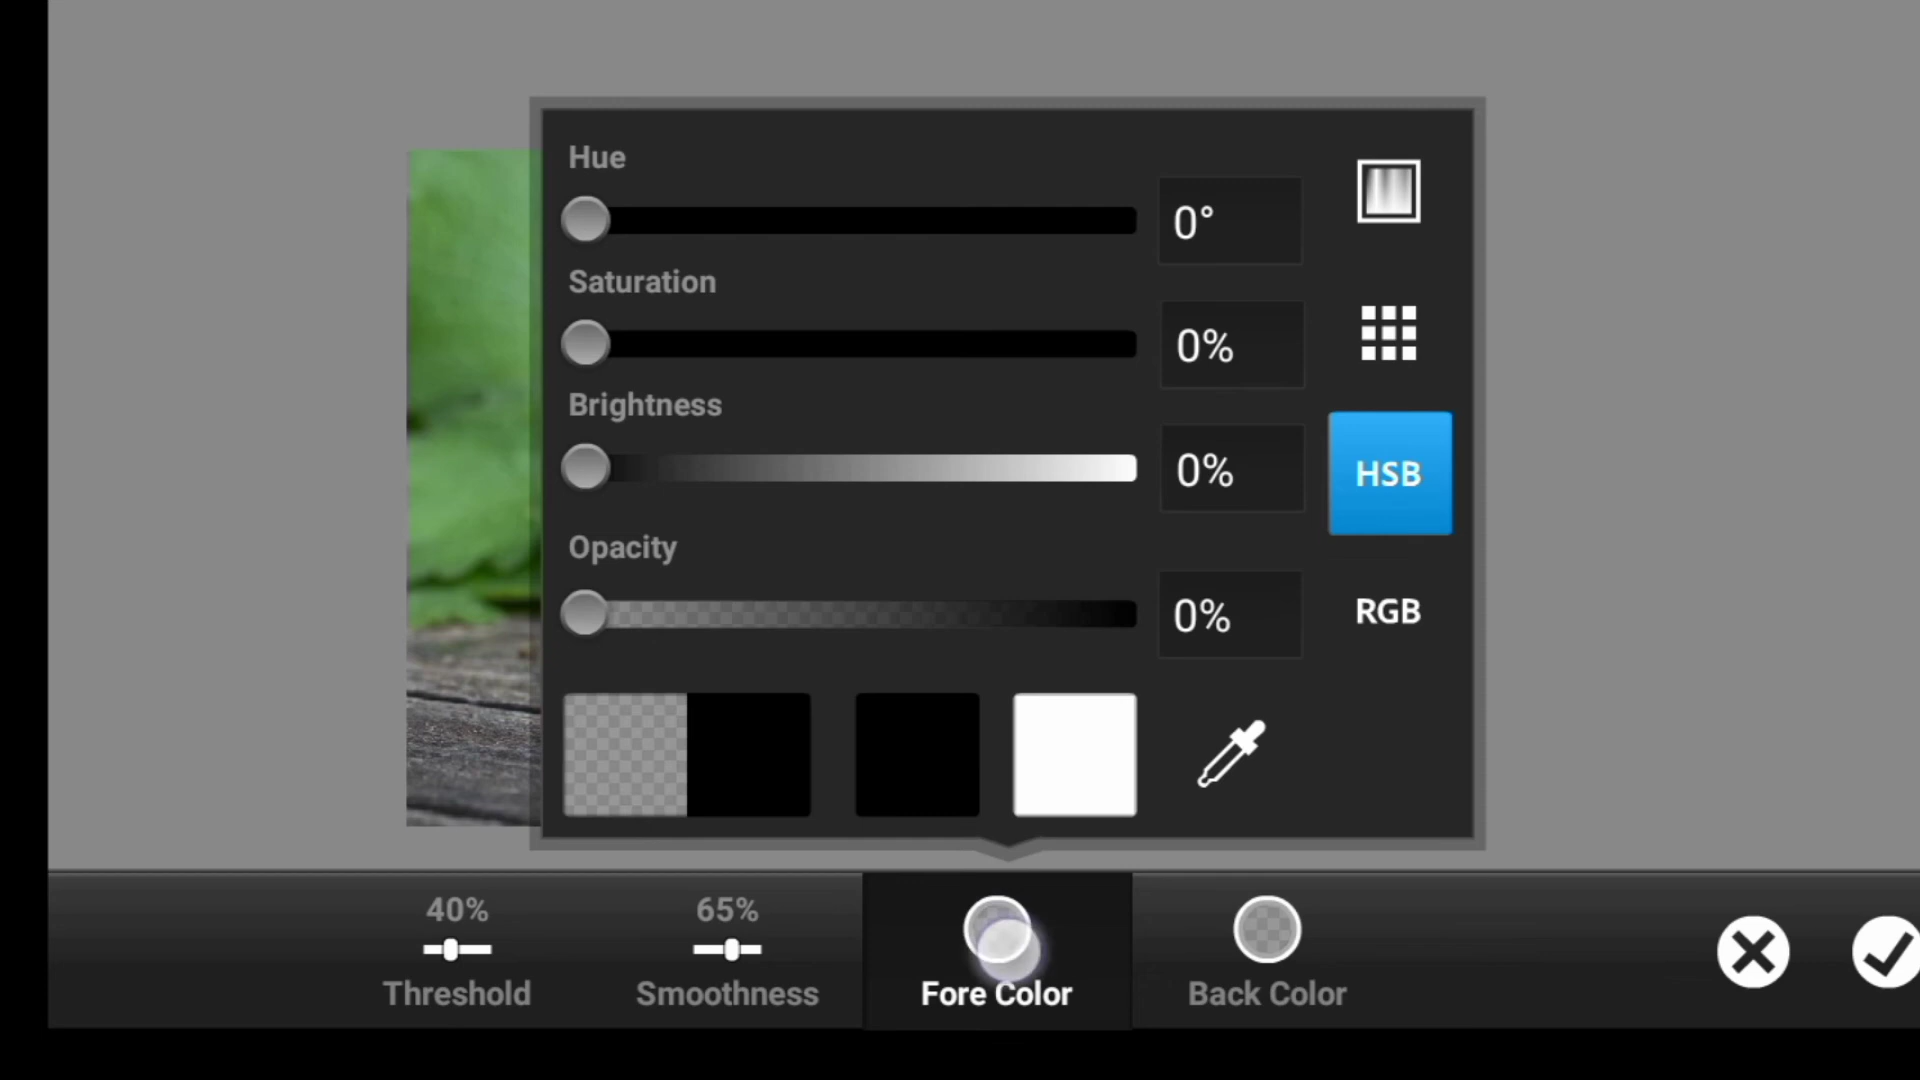 Hue
0°
Saturation
0%
Brightness
0%
HSB
Opacity
0%
RGB
40%
65%
Threshold
Smoothness
Fore Color
Back Color